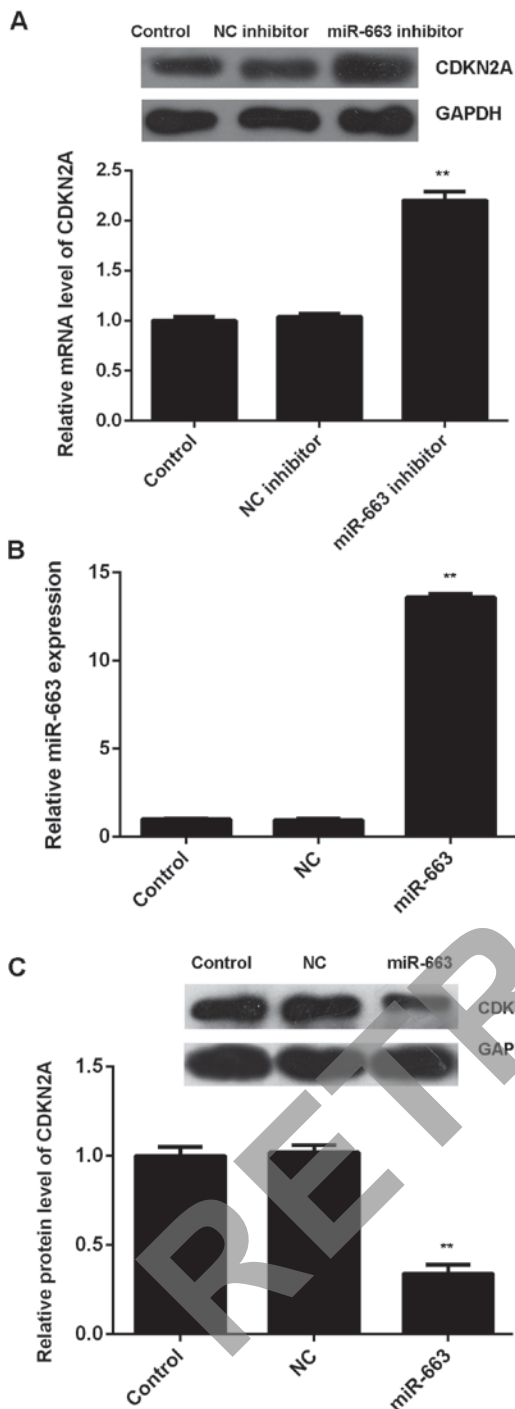 A
Control NC inhibitor miR-663 inhibitor
CDKN2A
GAPDH
Relative mRNA level of CDKN2A
2.5
2.0
1.5
1.0
0.5
0.0
**
Control
NC inhibitor
miR-663 inhibitor
B
Relative miR-663 expression
15
10
5
0
**
Control
NC
miR-663
C
Control NC miR-663
CDK
GAP
Relative protein level of CDKN2A
1.5
1.0
0.5
0.0
**
Control
NC
miR-663
RETR